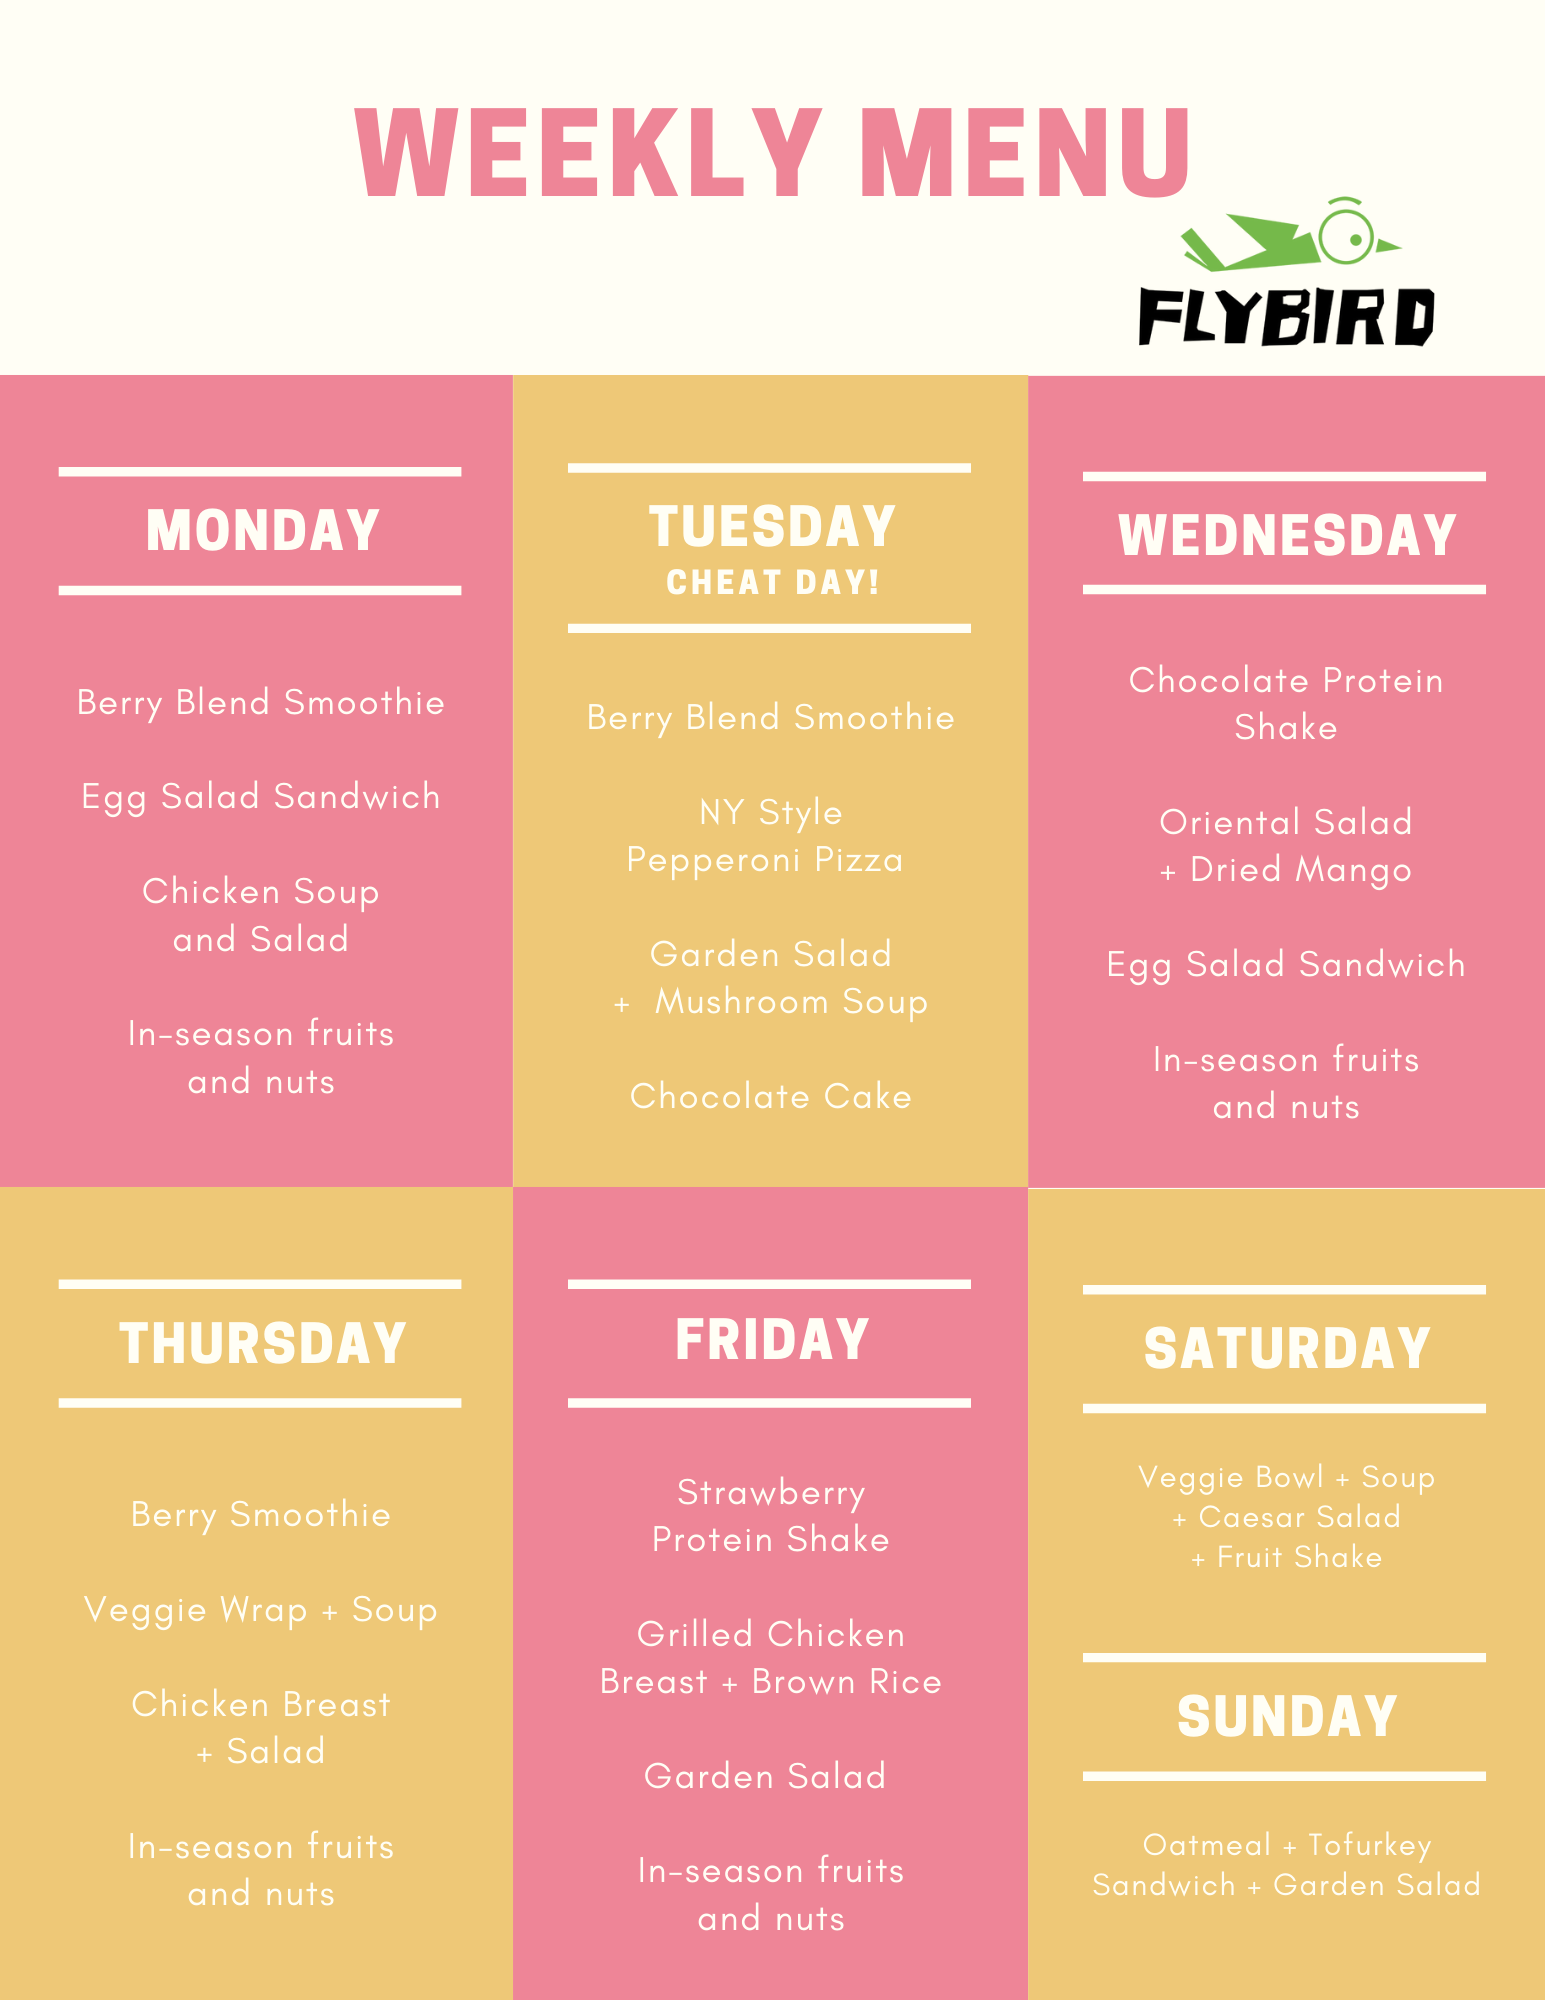 WEEKLY MENU
FLYBIRD
MONDAY
Berry Blend Smoothie
Egg Salad Sandwich
Chicken Soup
and Salad
In-season fruits
and nuts
TUESDAY
CHEAT DAY!
Berry Blend Smoothie
NY Style
Pepperoni Pizza
Garden Salad
+ Mushroom Soup
Chocolate Cake
WEDNESDAY
Chocolate Protein
Shake
Oriental Salad
+ Dried Mango
Egg Salad Sandwich
In-season fruits
and nuts
THURSDAY
Berry Smoothie
Veggie Wrap + Soup
Chicken Breast
+ Salad
In-season fruits
and nuts
FRIDAY
Strawberry
Protein Shake
Grilled Chicken
Breast + Brown Rice
Garden Salad
In-season fruits
and nuts
SATURDAY
Veggie Bowl + Soup
+ Caesar Salad
+ Fruit Shake
SUNDAY
Oatmeal + Tofurkey
Sandwich + Garden Salad